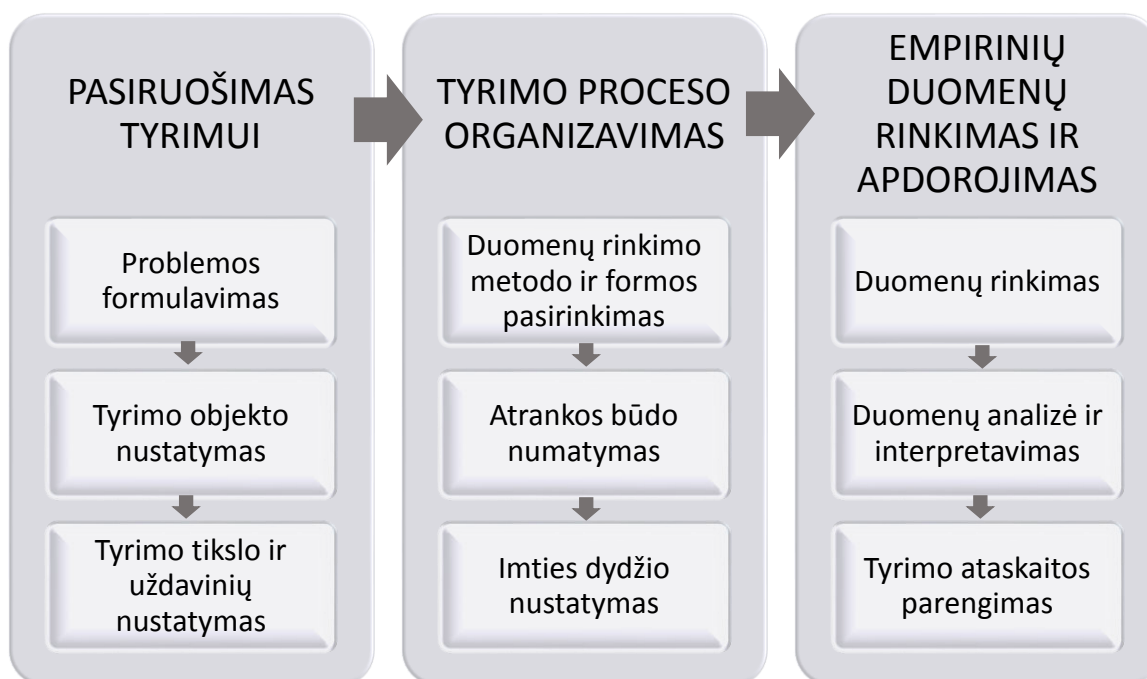 PASIRUOŠIMAS
TYRIMUI
Problemos
formulavimas
Tyrimo objekto
nustatymas
Tyrimo tikslo ir
uždavinių
nustatymas
TYRIMO PROCESO
ORGANIZAVIMAS
Duomenų rinkimo
metodo ir formos
pasirinkimas
Atrankos būdo
numatymas
Imties dydžio
nustatymas
EMPIRINIŲ
DUOMENŲ
RINKIMAS IR
APDOROJIMAS
Duomenų rinkimas
Duomenų analizė ir
interpretavimas
Tyrimo ataskaitos
parengimas